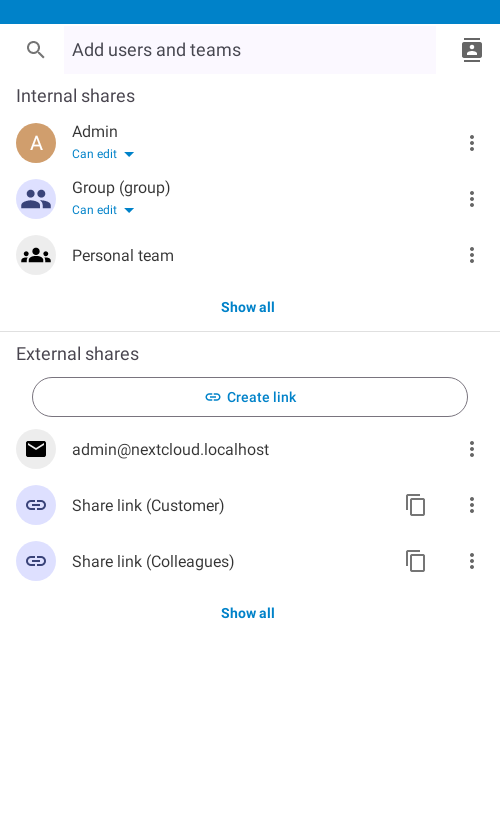 Add users and teams
Internal shares
A
Admin
Can edit
Group (group)
Can edit
Personal team
Show all
External shares
Create link
admin@nextcloud.localhost
Share link (Customer)
Share link (Colleagues)
Show all